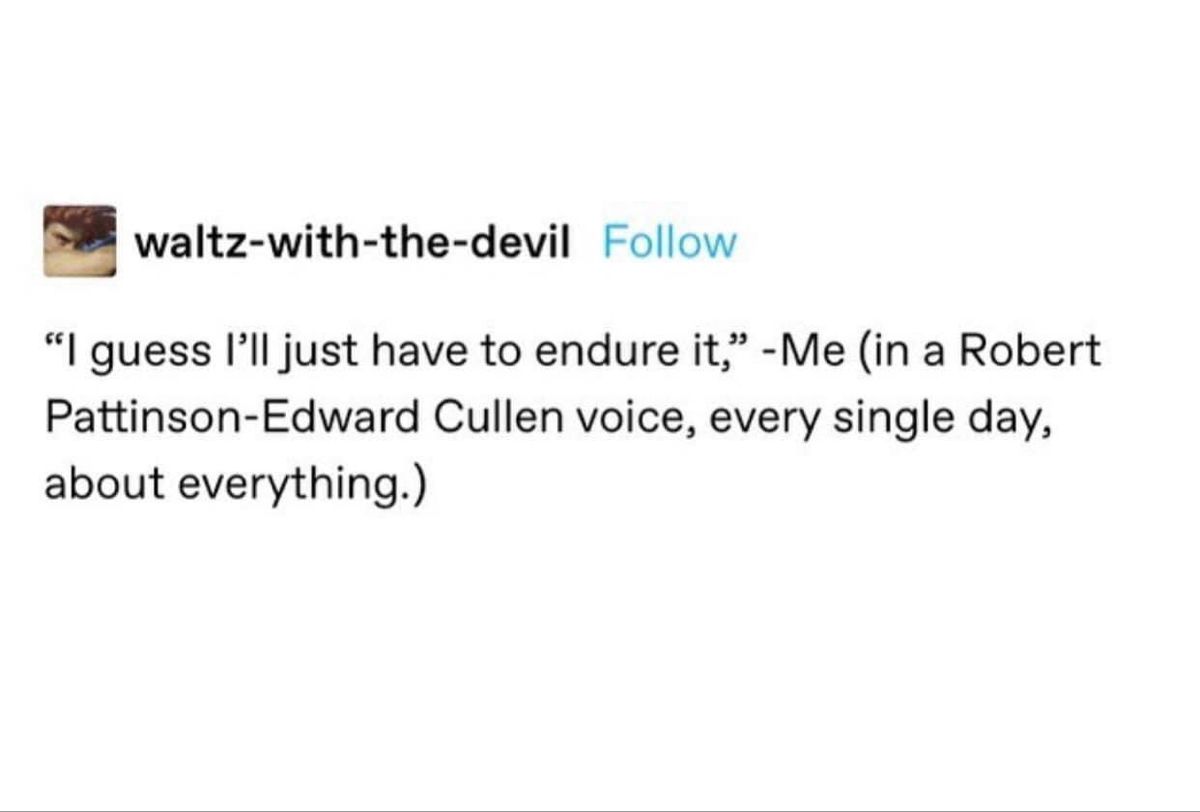 waltz-with-the-devil Follow
“I guess I’ll just have to endure it,” -Me (in a Robert
Pattinson-Edward Cullen voice, every single day,
about everything.)